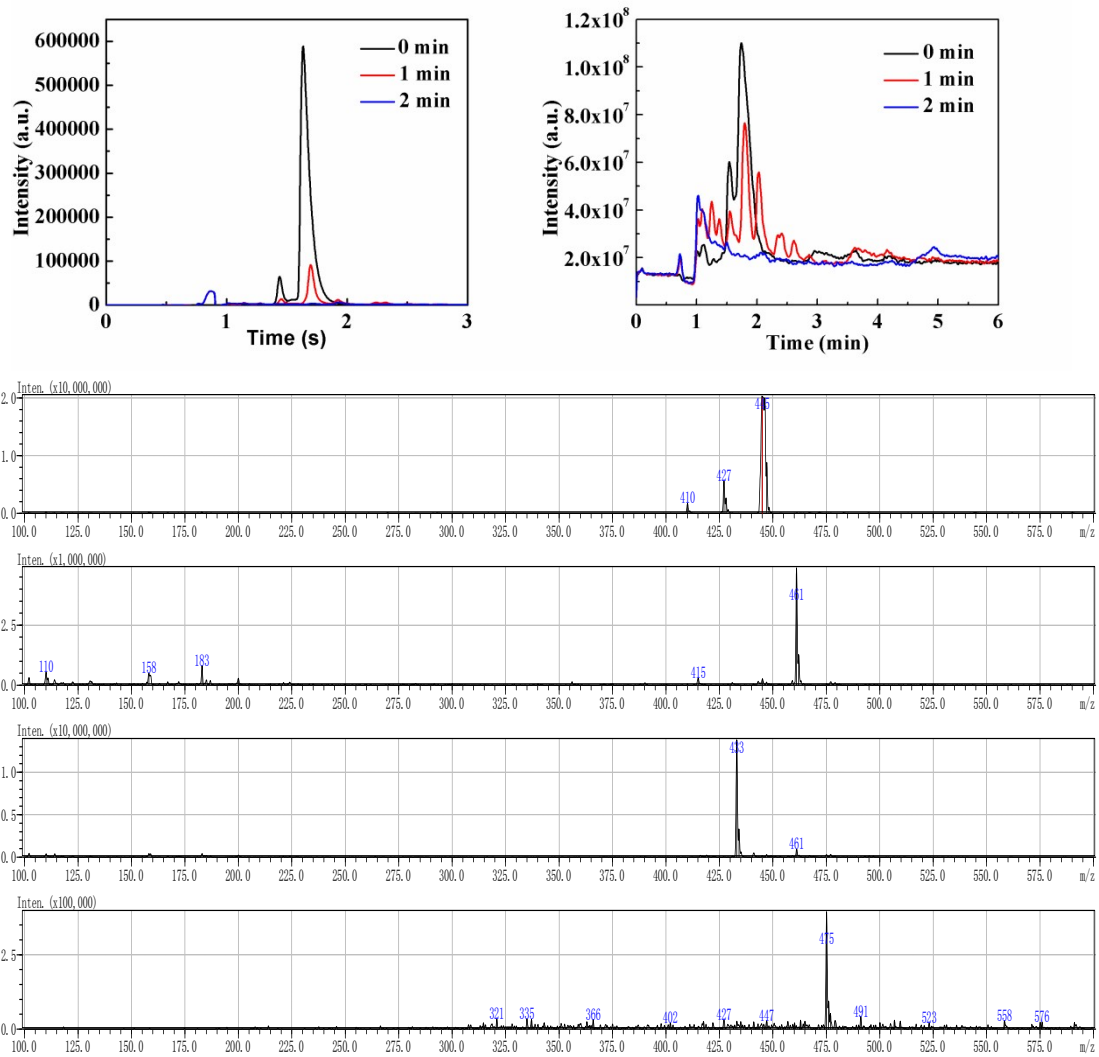 600000
500000
400000
300000
200000
100000
0
Intensity (a.u.)
0 min
1 min
2 min
0 1 2 3
Time (s)
1.2x10⁸
1.0x10⁸
8.0x10⁷
6.0x10⁷
4.0x10⁷
2.0x10⁷
Intensity (a.u.)
0 min
1 min
2 min
0 1 2 3 4 5 6
Time (min)
Inten. (x10,000,000)
2.0
1.0
0.0
410 427 445
100.0 125.0 150.0 175.0 200.0 225.0 250.0 275.0 300.0 325.0 350.0 375.0 400.0 425.0 450.0 475.0 500.0 525.0 550.0 575.0 m/z
Inten. (x1,000,000)
2.5
0.0
110 158 183 415 461
100.0 125.0 150.0 175.0 200.0 225.0 250.0 275.0 300.0 325.0 350.0 375.0 400.0 425.0 450.0 475.0 500.0 525.0 550.0 575.0 m/z
Inten. (x10,000,000)
1.0
0.5
0.0
433 461
100.0 125.0 150.0 175.0 200.0 225.0 250.0 275.0 300.0 325.0 350.0 375.0 400.0 425.0 450.0 475.0 500.0 525.0 550.0 575.0 m/z
Inten. (x100,000)
2.5
0.0
321 335 366 402 427 447 475 491 523 558 576
100.0 125.0 150.0 175.0 200.0 225.0 250.0 275.0 300.0 325.0 350.0 375.0 400.0 425.0 450.0 475.0 500.0 525.0 550.0 575.0 m/z